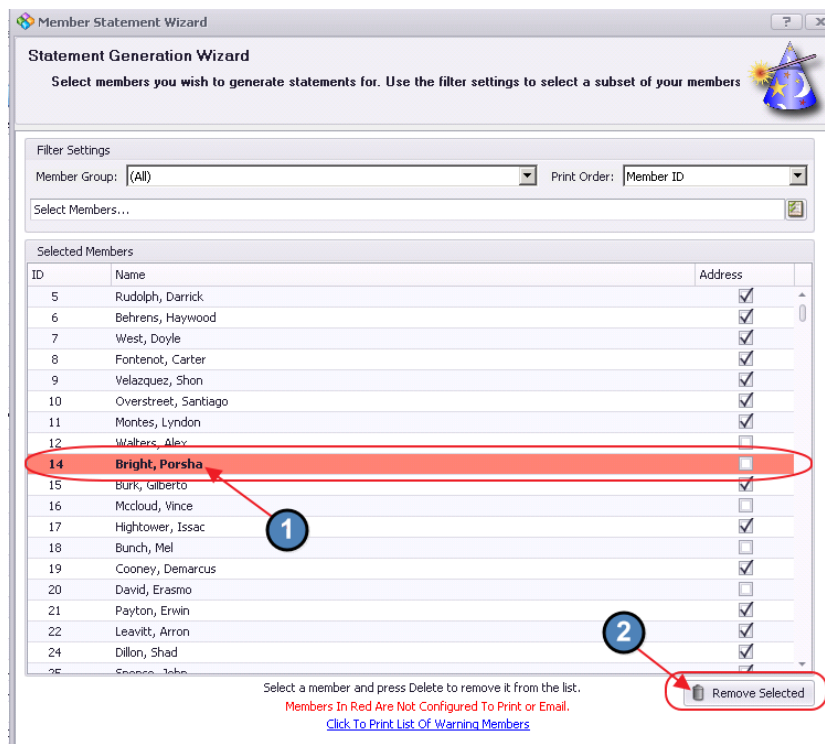 Member Statement Wizard
Statement Generation Wizard
Select members you wish to generate statements for. Use the filter settings to select a subset of your members
Filter Settings
Member Group: (All) Print Order: Member ID
Select Members...
Selected Members
ID Name Address
5 Rudolph, Darrick
6 Behrens, Haywood
7 West, Doyle
8 Fontenot, Carter
9 Velazquez, Shon
10 Overstreet, Santiago
11 Montes, Lyndon
12 Walters, Alex
14 Bright, Porsha
15 Burk, Gilberto
16 Mccloud, Vince
17 Hightower, Issac
1
18 Bunch, Mel
19 Cooney, Demarcus
20 David, Erasmo
21 Payton, Erwin
22 Leavitt, Arron
2
24 Dillon, Shad
25 Spence, John
Select a member and press Delete to remove it from the list.
Remove Selected
Members In Red Are Not Configured To Print or Email.
Click To Print List Of Warning Members